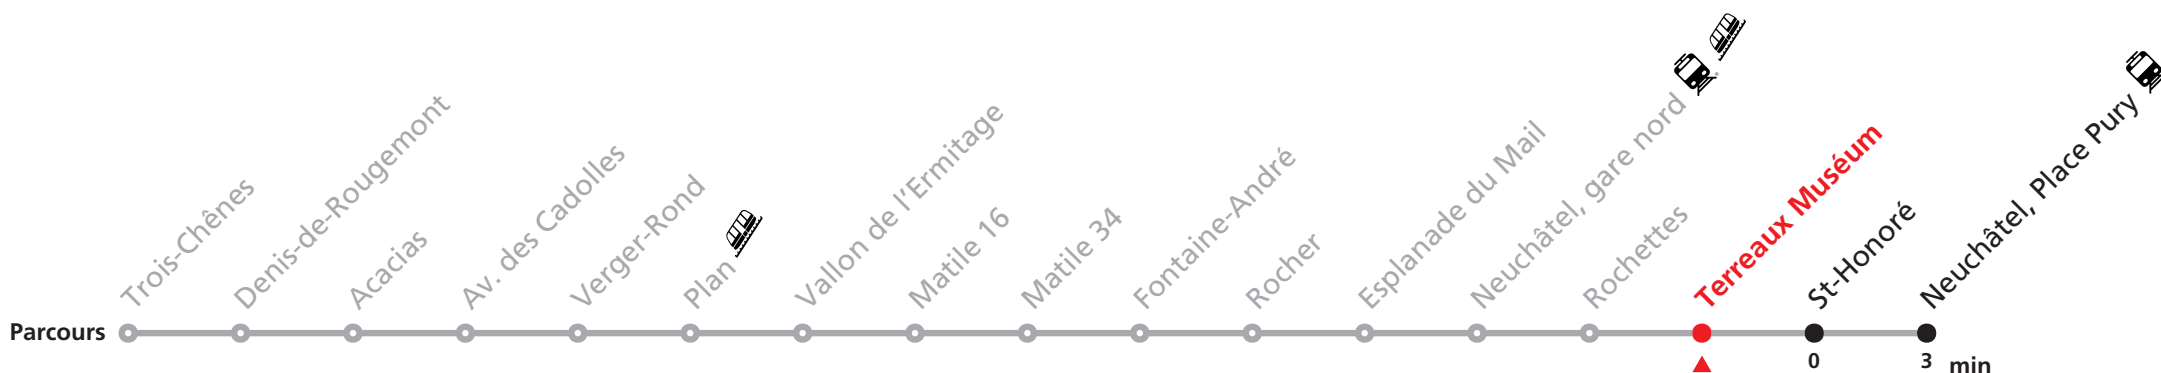 Trois-Chênes
Denis-de-Rougemont
Acacias
Av. des Cadolles
Verger-Rond
Plan
Vallon de l’Ermitage
Matile 16
Matile 34
Fontaine-André
Rocher
Esplanade du Mail
Neuchâtel, gare nord
Rochettes
Terreaux Muséum
St-Honoré
Neuchâtel, Place Pury
Parcours
0 3 min